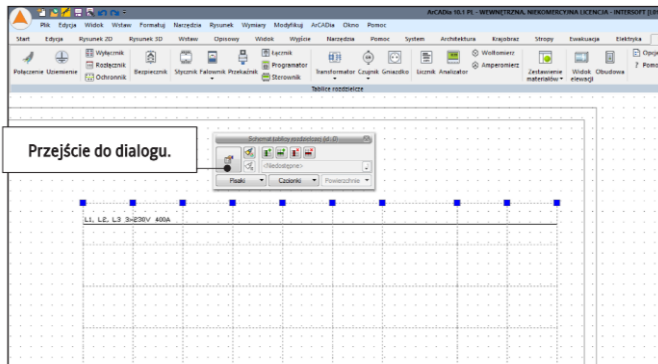 ArCADia 10.1 PL - WEWNĘTRZNA, NIEKOMERCYJNA LICENCJA - INTERSOFT
Plik Edycja Widok Wstaw Formatuj Narzędzia Rysunek Wymiary Modyfikuj ArCADia Okno Pomoc
Start Edycja Rysunek 2D Rysunek 3D Wstaw Opisowy Widok Wyjście Narzędzia Pomoc System Architektura Krajobraz Stropy Ewakuacja Elektryka
Wyłącznik Łącznik Woltomierz Opcje
Rozłącznik Programator Amperomierz ? Pomoc
Ochronnik Sterownik
Połączenie Uziemienie Bezpiecznik Stycznik Falownik Przekaźnik Transformator Czujnik Gniazdko Licznik Analizator Zestawienie materiałów Widok elewacji Obudowa
Tablice rozdzielcze
Przejście do dialogu.
Schemat tablicy rozdzielczej
<Niedostępne>
Pisaki Czcionki Powierzchnie
L1, L2, L3 3×230V 400A